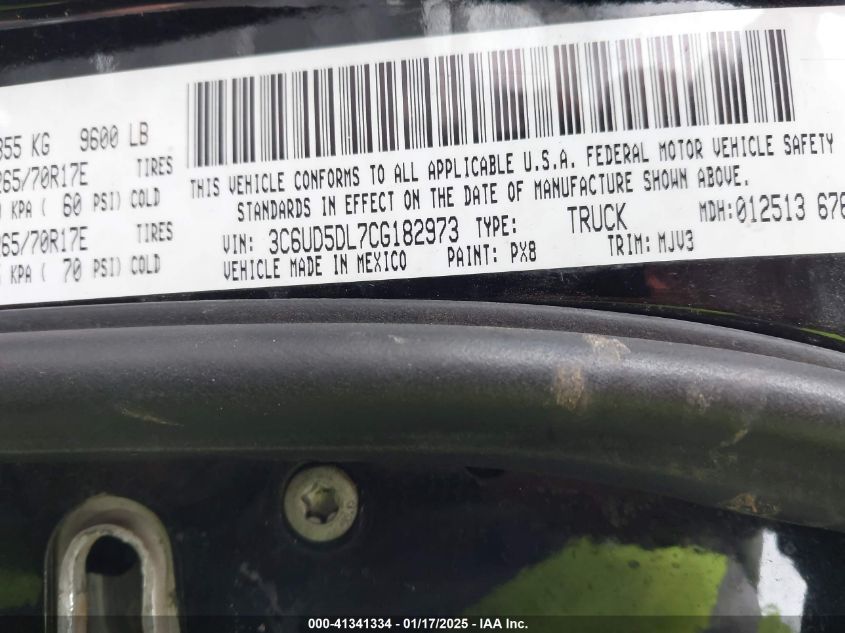 855 KG 9600 LB
265/70R17E TIRES
KPA ( 60 PSI) COLD
265/70R17E TIRES
KPA ( 70 PSI) COLD
THIS VEHICLE CONFORMS TO ALL APPLICABLE U.S.A. FEDERAL MOTOR VEHICLE SAFETY
STANDARDS IN EFFECT ON THE DATE OF MANUFACTURE SHOWN ABOVE.
VIN: 3C6UD5DL7CG182973 TYPE: TRUCK MDH:012513 678
VEHICLE MADE IN MEXICO PAINT: PX8 TRIM: MJV3
000-41341334 | 01/17/2025 - IAA Inc.